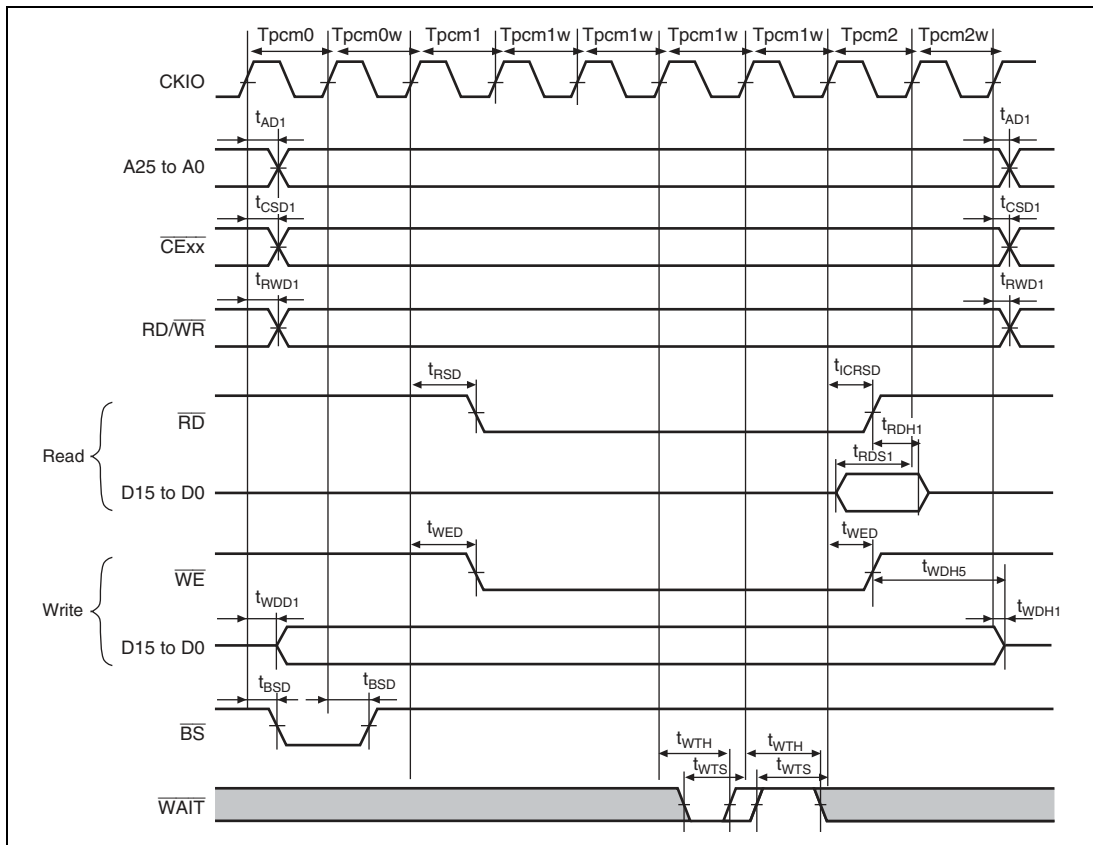 Tpcm0 Tpcm0w Tpcm1 Tpcm1w Tpcm1w Tpcm1w Tpcm1w Tpcm2 Tpcm2w
CKIO
tAD1 tAD1
A25 to A0
tCSD1 tCSD1
CExx
tRWD1 tRWD1
RD/WR
tRSD tICRSD
RD
tRDH1
Read
tRDS1
D15 to D0
tWED tWED
WE
tWDH5
Write
tWDD1 tWDH1
D15 to D0
tBSD tBSD
BS
tWTH tWTH
tWTS tWTS
WAIT